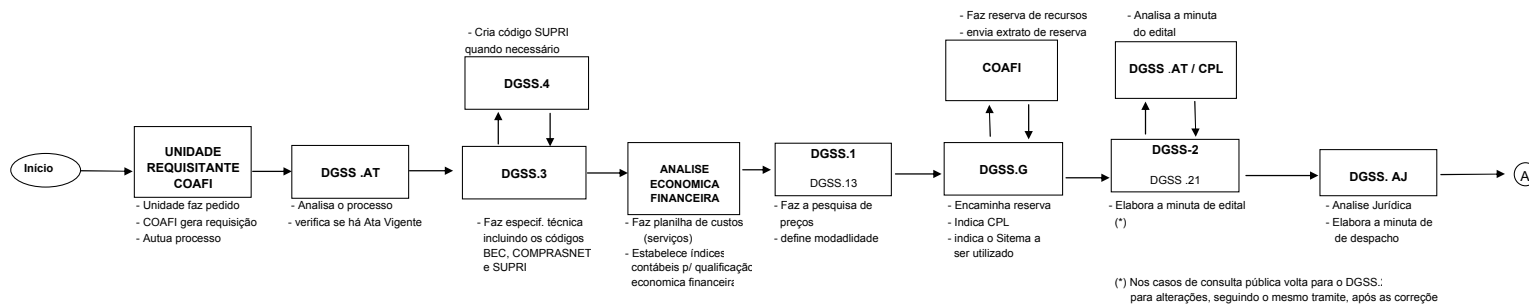 - Faz reserva de recursos
- envia extrato de reserva
- Analisa a minuta
do edital
- Cria código SUPRI
quando necessário
COAFI
DGSS .AT / CPL
DGSS.4
Início
UNIDADE
REQUISITANTE
COAFI
- Unidade faz pedido
- COAFI gera requisição
- Autua processo
DGSS .AT
- Analisa o processo
- verifica se há Ata Vigente
DGSS.3
- Faz especif. técnica
incluindo os códigos
BEC, COMPRASNET
e SUPRI
ANALISE
ECONOMICA
FINANCEIRA
- Faz planilha de custos
(serviços)
- Estabelece índices
contábeis p/ qualificação
economica financeira
DGSS.1
DGSS.13
- Faz a pesquisa de
preços
- define modadlidade
DGSS.G
- Encaminha reserva
- Indica CPL
- indica o Sitema a
ser utilizado
DGSS-2
DGSS .21
- Elabora a minuta de edital
(*)
DGSS. AJ
- Analise Jurídica
- Elabora a minuta de
de despacho
A
(*) Nos casos de consulta pública volta para o DGSS.
para alterações, seguindo o mesmo tramite, após as correçõe